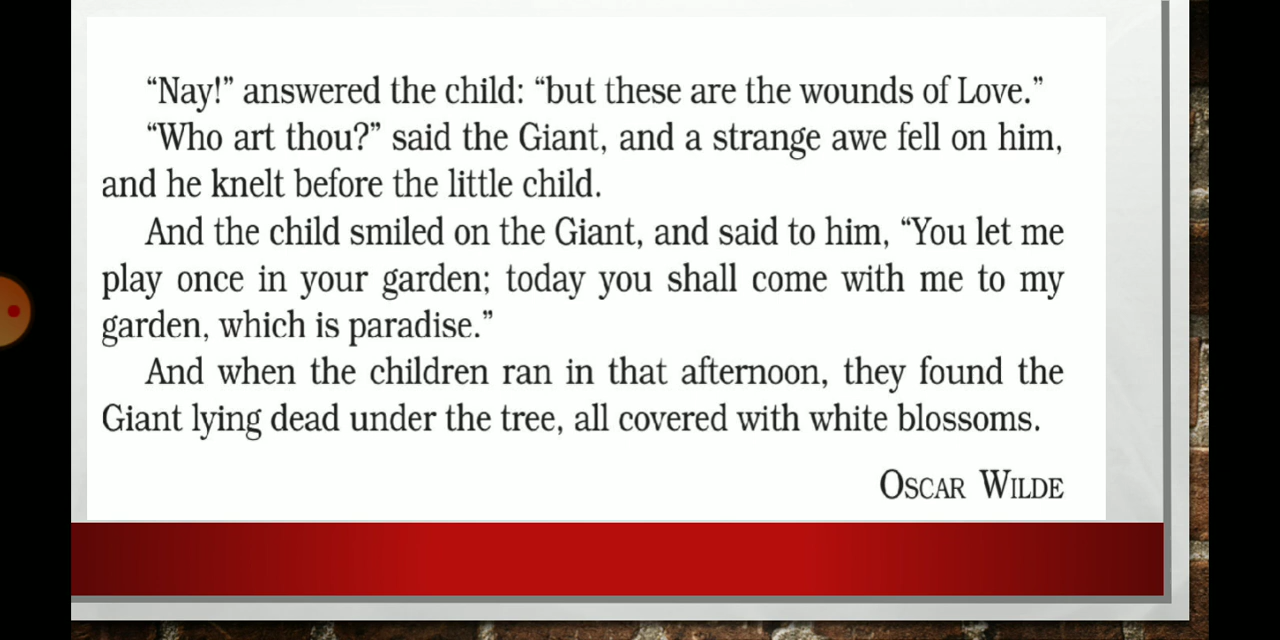 “Nay!” answered the child: “but these are the wounds of Love.”
“Who art thou?” said the Giant, and a strange awe fell on him,
and he knelt before the little child.
And the child smiled on the Giant, and said to him, “You let me
play once in your garden; today you shall come with me to my
garden, which is paradise.”
And when the children ran in that afternoon, they found the
Giant lying dead under the tree, all covered with white blossoms.
OSCAR WILDE